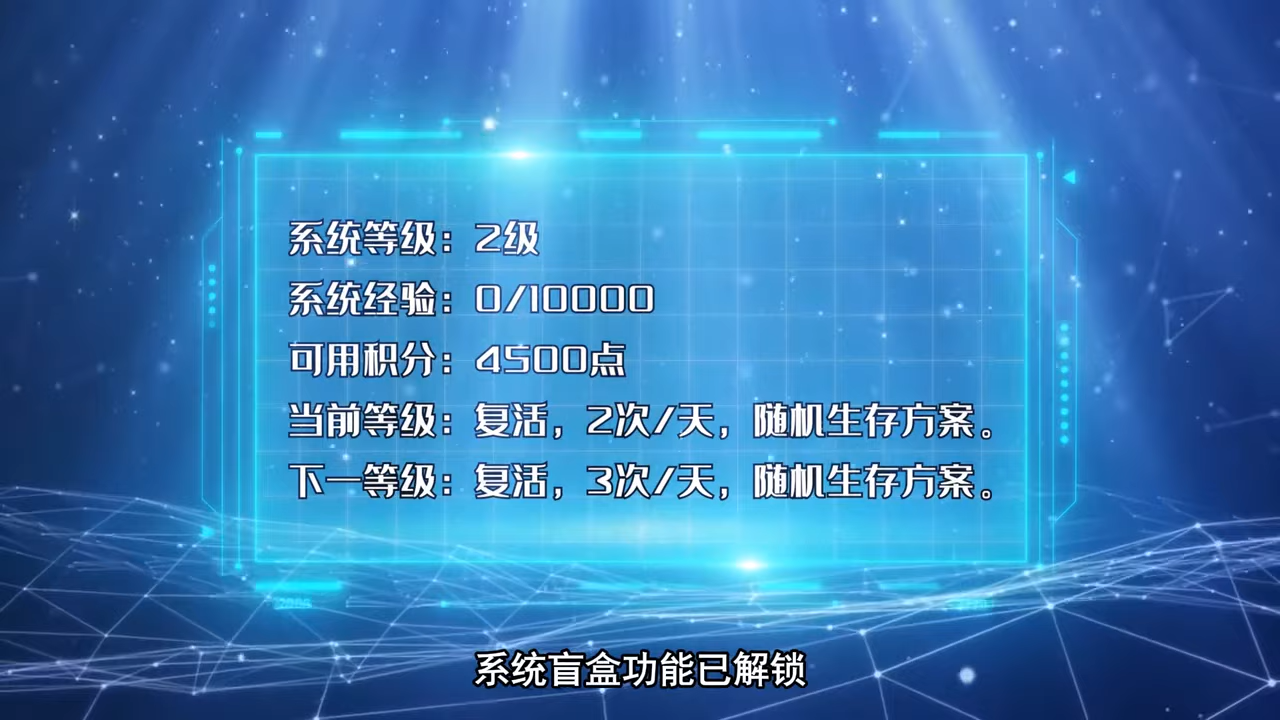 系统等级：2级
系统经验：0/10000
可用积分：4500点
当前等级：复活，2次/天，随机生存方案。
下一等级：复活，3次/天，随机生存方案。
系统盲盒功能已解锁